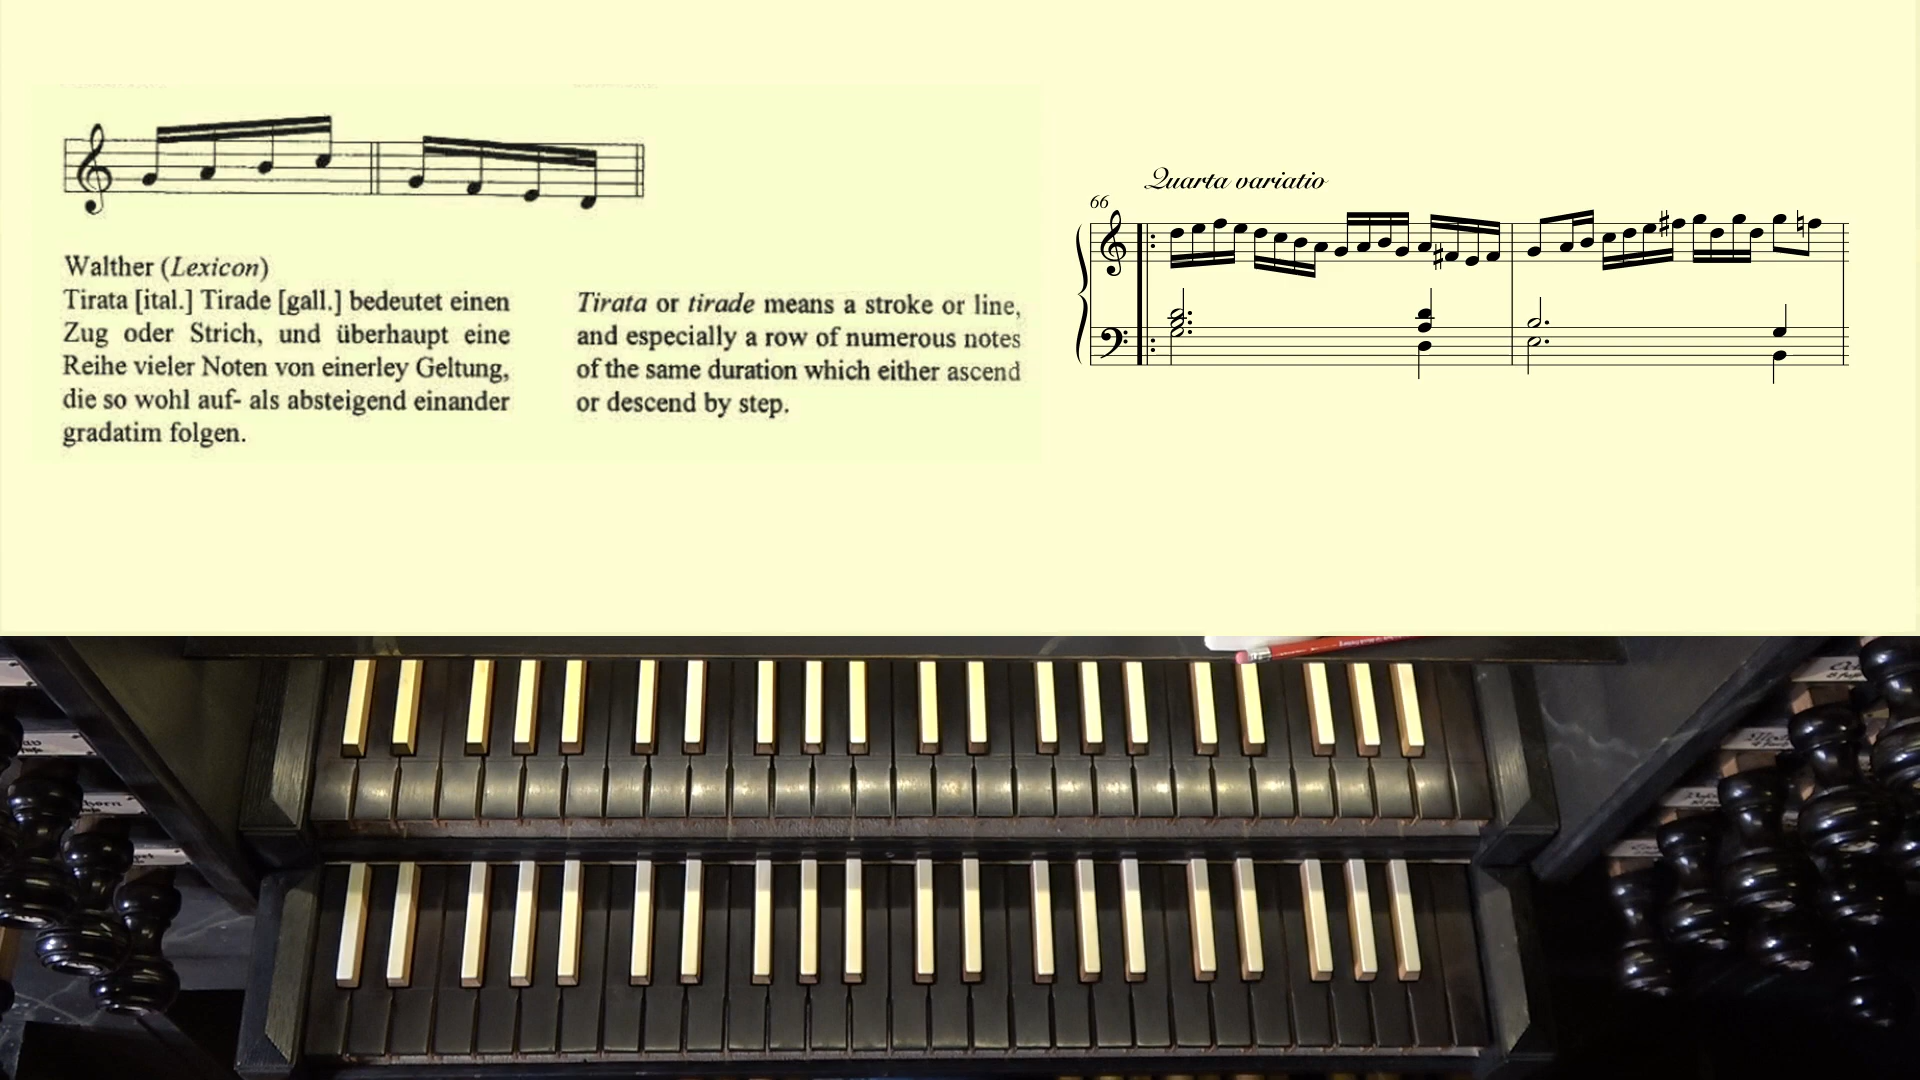 Walther (Lexicon)
Tirata [ital.] Tirade [gall.] bedeutet einen
Zug oder Strich, und überhaupt eine
Reihe vieler Noten von einerley Geltung,
die so wohl auf- als absteigend einander
gradatim folgen.
Tirata or tirade means a stroke or line,
and especially a row of numerous notes
of the same duration which either ascend
or descend by step.
Quarta variatio
66